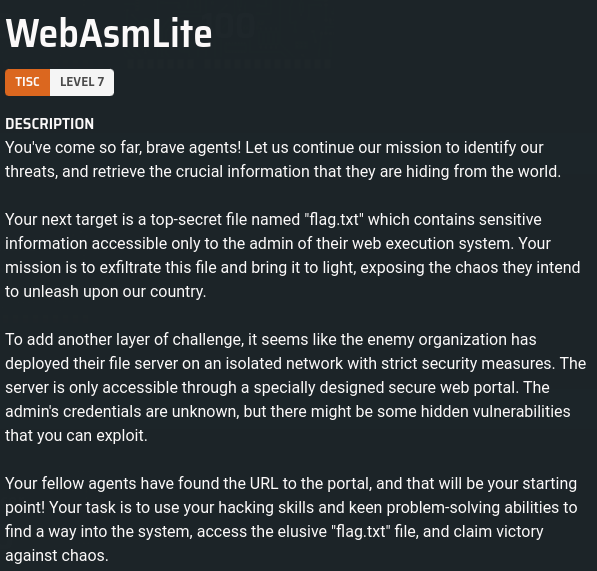 WebAsmLite
TISC LEVEL 7
DESCRIPTION
You've come so far, brave agents! Let us continue our mission to identify our
threats, and retrieve the crucial information that they are hiding from the world.
Your next target is a top-secret file named "flag.txt" which contains sensitive
information accessible only to the admin of their web execution system. Your
mission is to exfiltrate this file and bring it to light, exposing the chaos they intend
to unleash upon our country.
To add another layer of challenge, it seems like the enemy organization has
deployed their file server on an isolated network with strict security measures. The
server is only accessible through a specially designed secure web portal. The
admin's credentials are unknown, but there might be some hidden vulnerabilities
that you can exploit.
Your fellow agents have found the URL to the portal, and that will be your starting
point! Your task is to use your hacking skills and keen problem-solving abilities to
find a way into the system, access the elusive "flag.txt" file, and claim victory
against chaos.